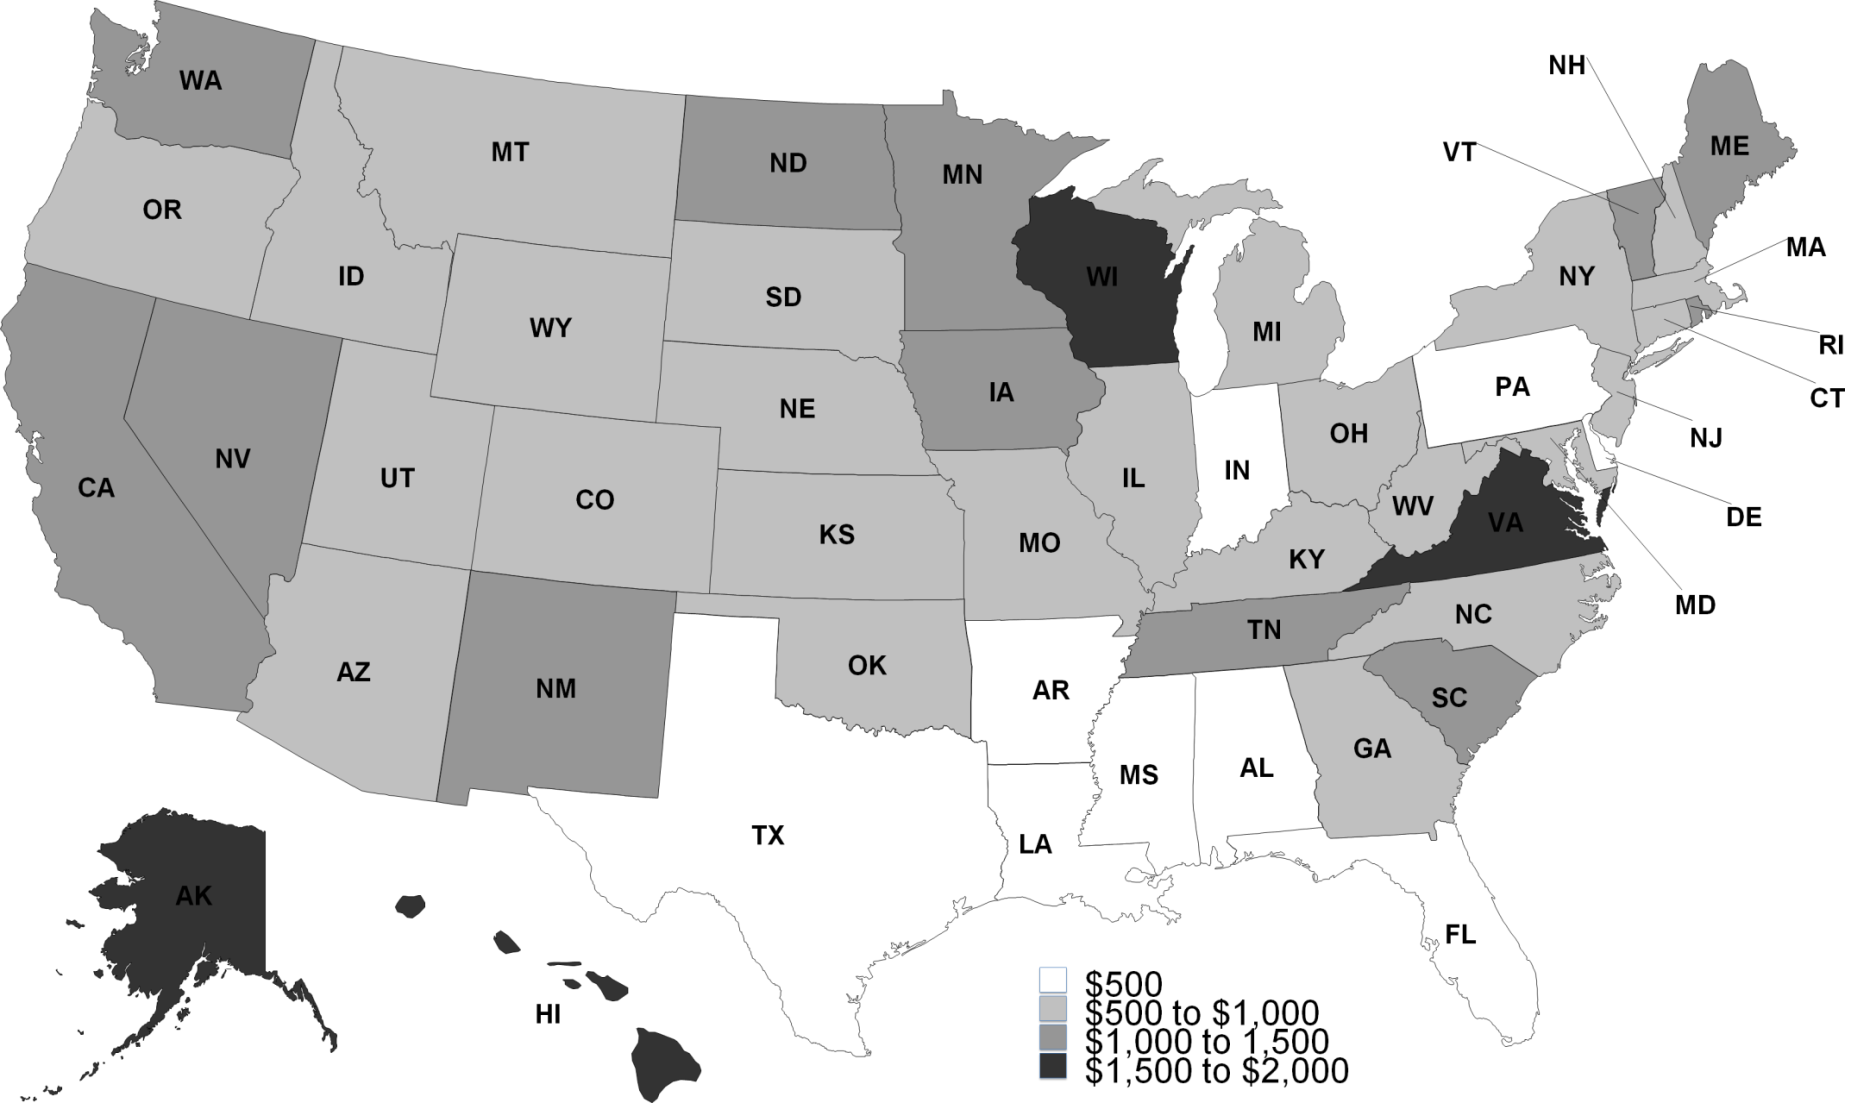 WA
NH
VT
ME
MT
ND
MN
OR
MA
ID
WI
NY
SD
WY
MI
RI
PA
IA
NE
CT
OH
NJ
NV
IN
UT
CA
IL
CO
WV
DE
VA
KS
MO
KY
MD
NC
TN
OK
AZ
NM
AR
SC
GA
MS
AL
TX
LA
AK
FL
HI
$500
$500 to $1,000
$1,000 to 1,500
$1,500 to $2,000